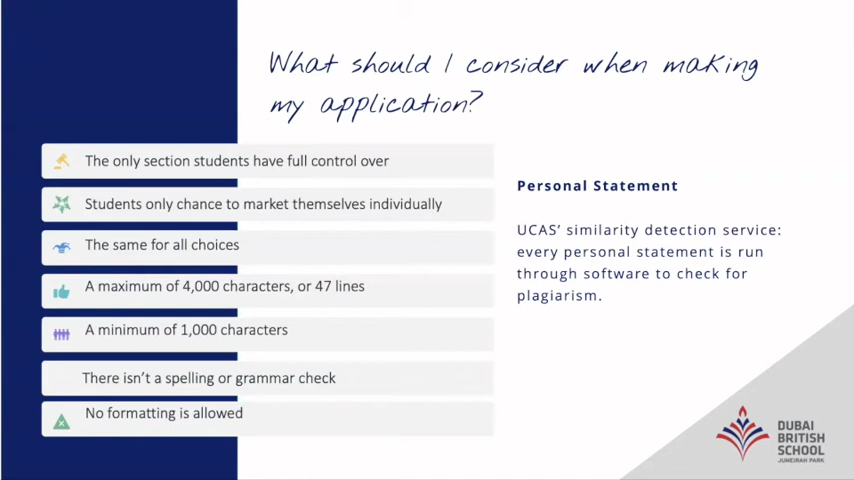 What should I consider when making
my application?
The only section students have full control over
Students only chance to market themselves individually
The same for all choices
A maximum of 4,000 characters, or 47 lines
A minimum of 1,000 characters
There isn't a spelling or grammar check
No formatting is allowed
Personal Statement
UCAS' similarity detection service:
every personal statement is run
through software to check for
plagiarism.
DUBAI
BRITISH
SCHOOL
JUMEIRAH PARK